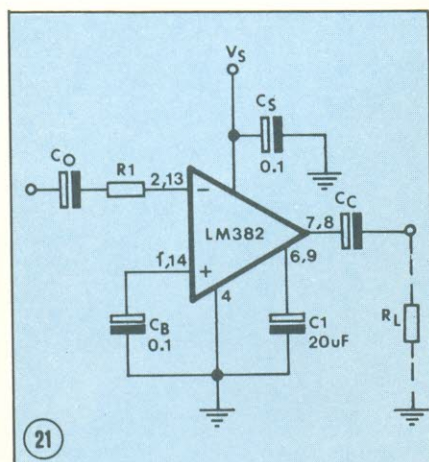 VS
CS
0.1
CO
R1
2,13
−
LM382
7,8
CC
1,14
+
6,9
4
CB
0.1
C1
20uF
RL
21